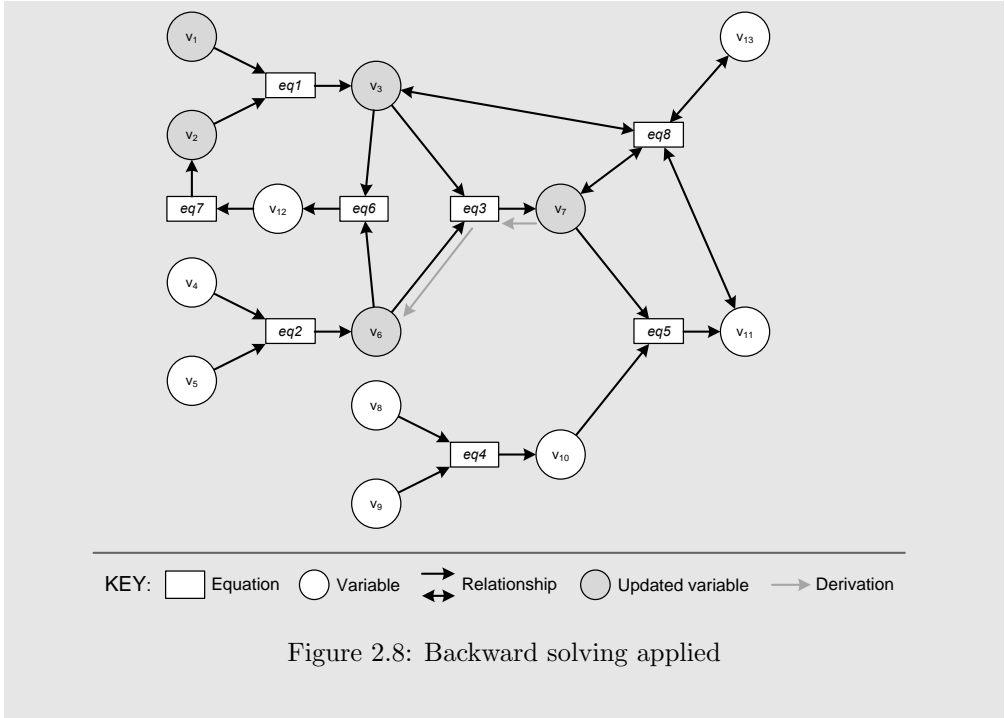 v1
v13
eq1
v3
v2
eq8
eq7
v12
eq6
eq3
v7
v4
eq2
v6
eq5
v11
v5
v8
eq4
v10
v9
KEY: Equation Variable Relationship Updated variable Derivation
Figure 2.8: Backward solving applied